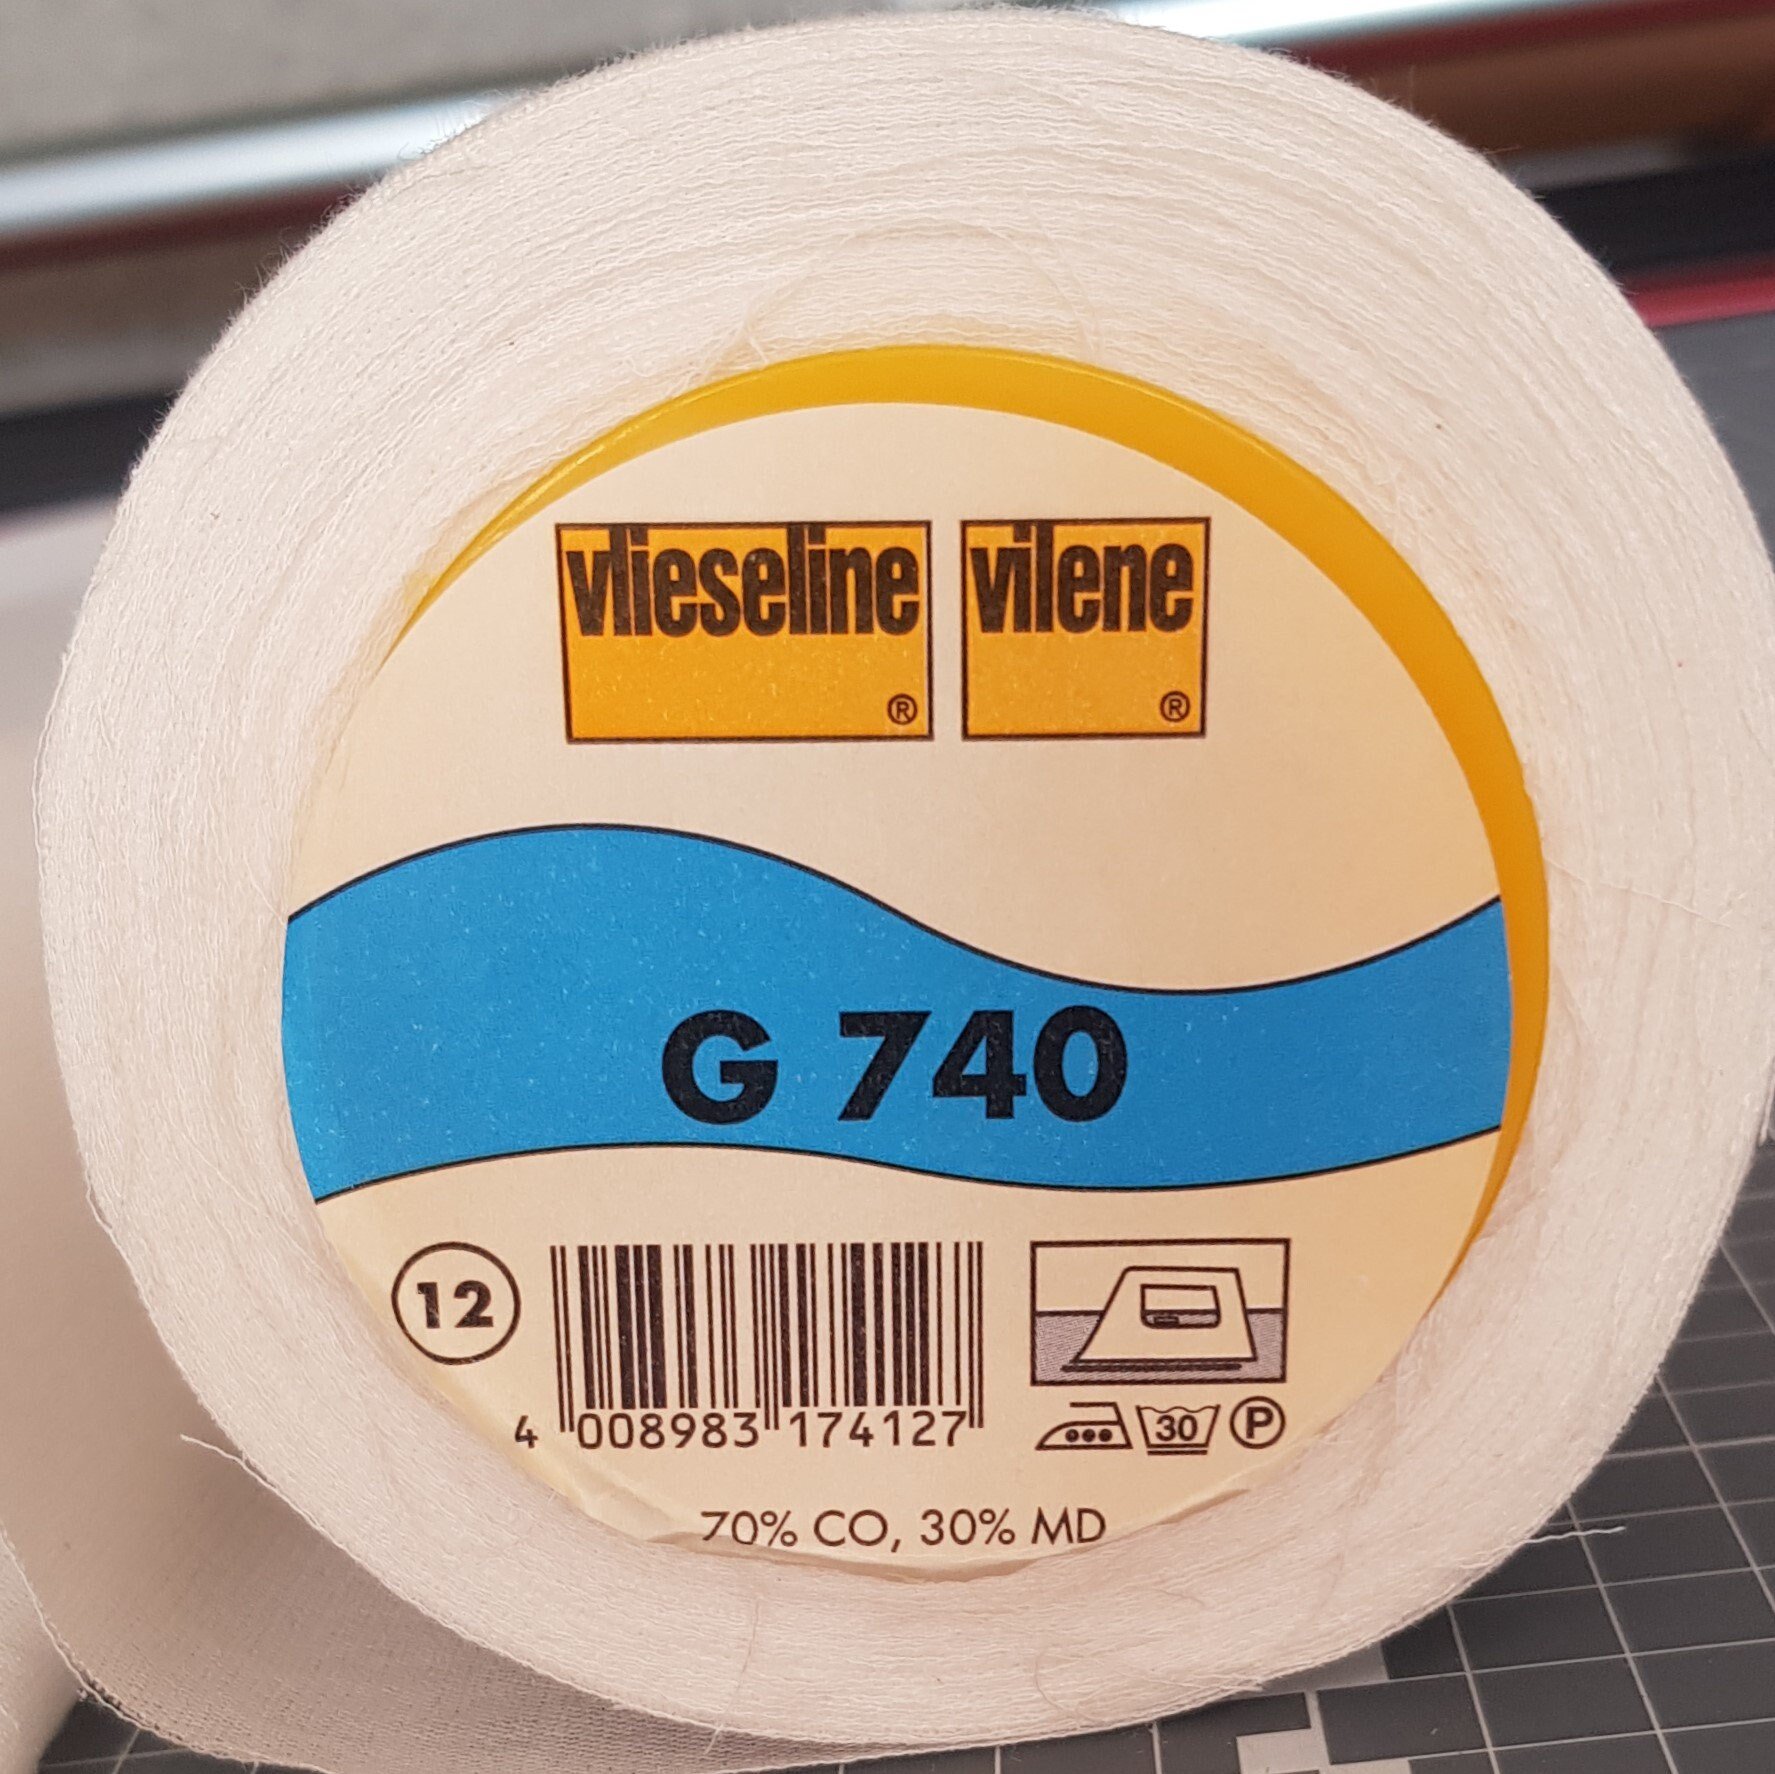 vlieseline ®
vilene ®
G 740
12
4 008983 174127
30 P
70% CO, 30% MD